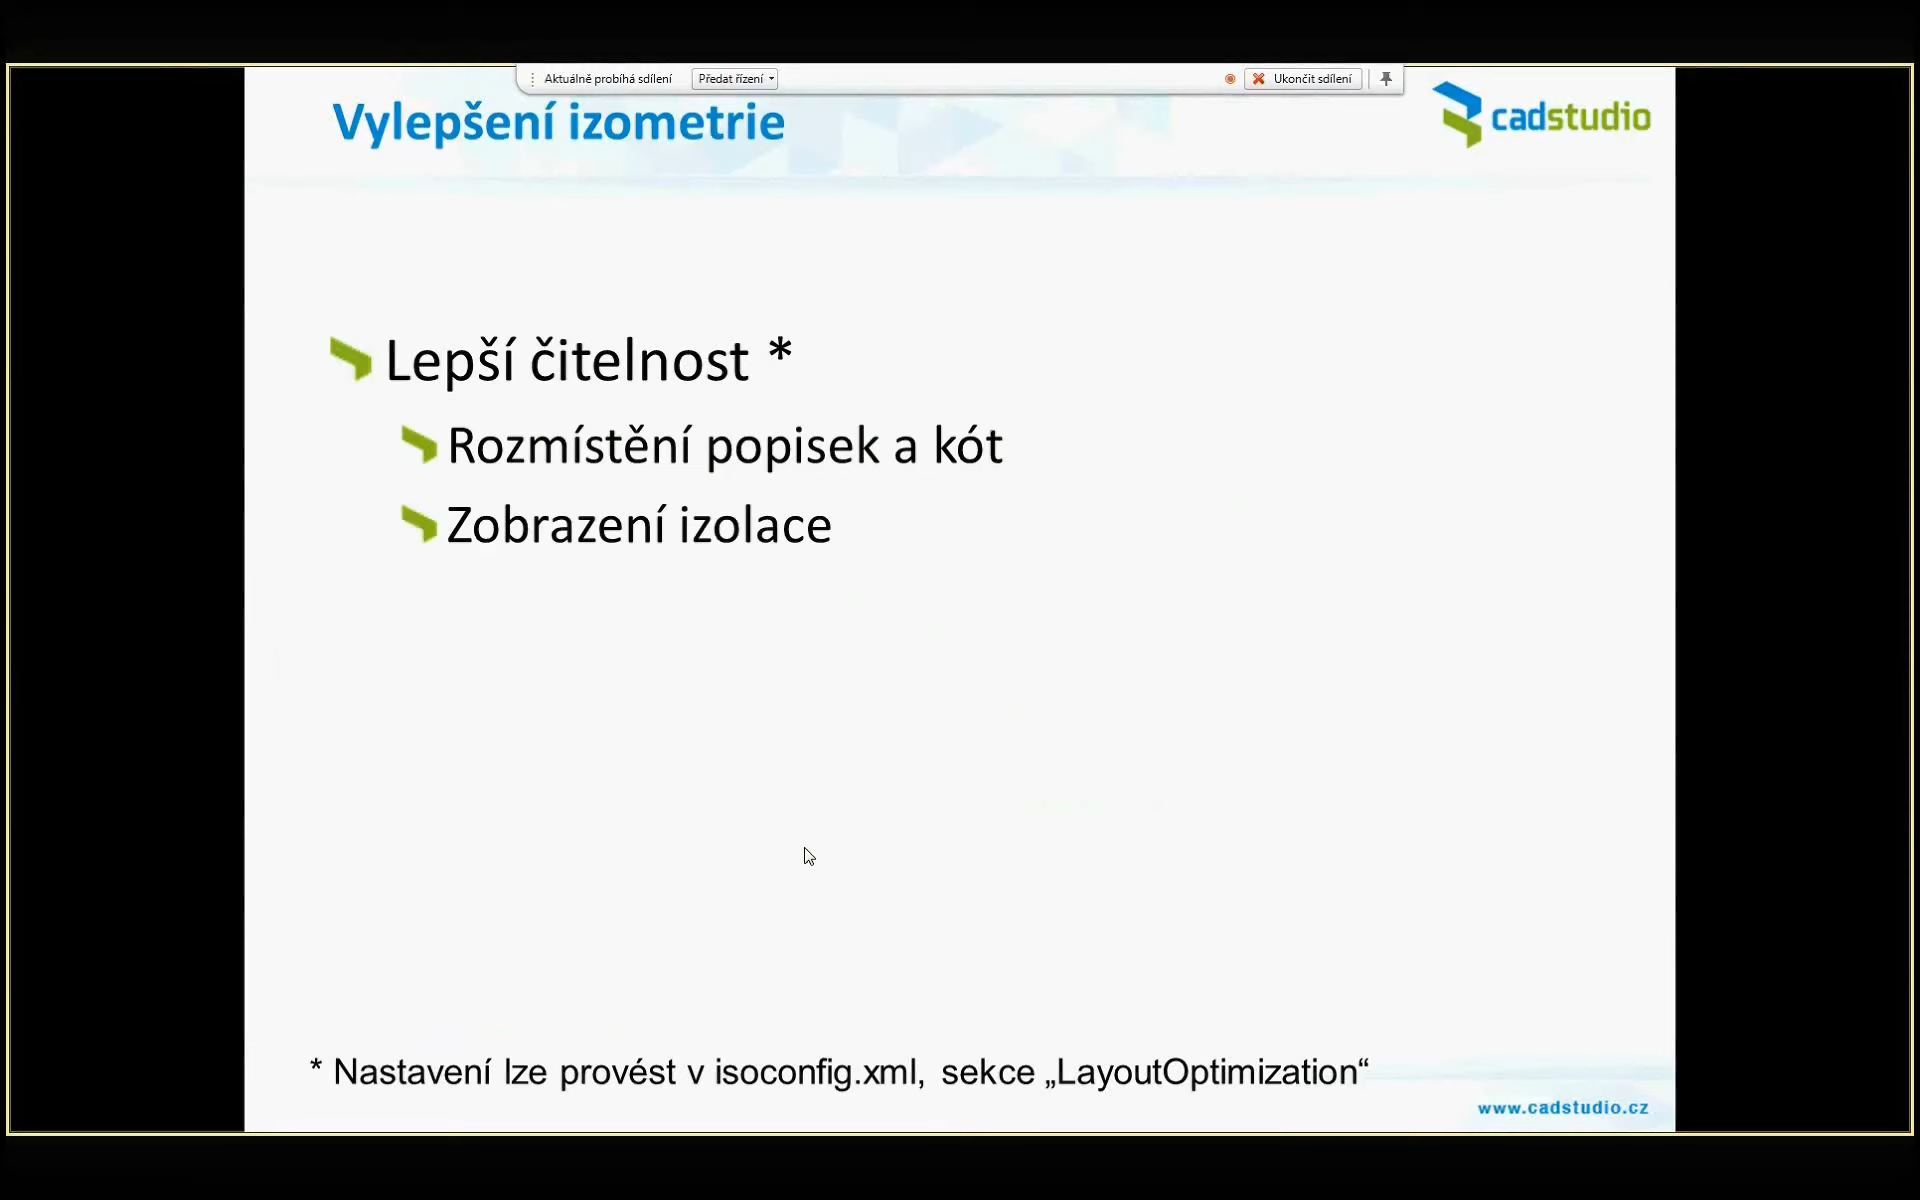 Aktuálně probíhá sdílení Předat řízení Ukončit sdílení
Vylepšení izometrie
cadstudio
Lepší čitelnost *
Rozmístění popisek a kót
Zobrazení izolace
* Nastavení lze provést v isoconfig.xml, sekce „LayoutOptimization“
www.cadstudio.cz